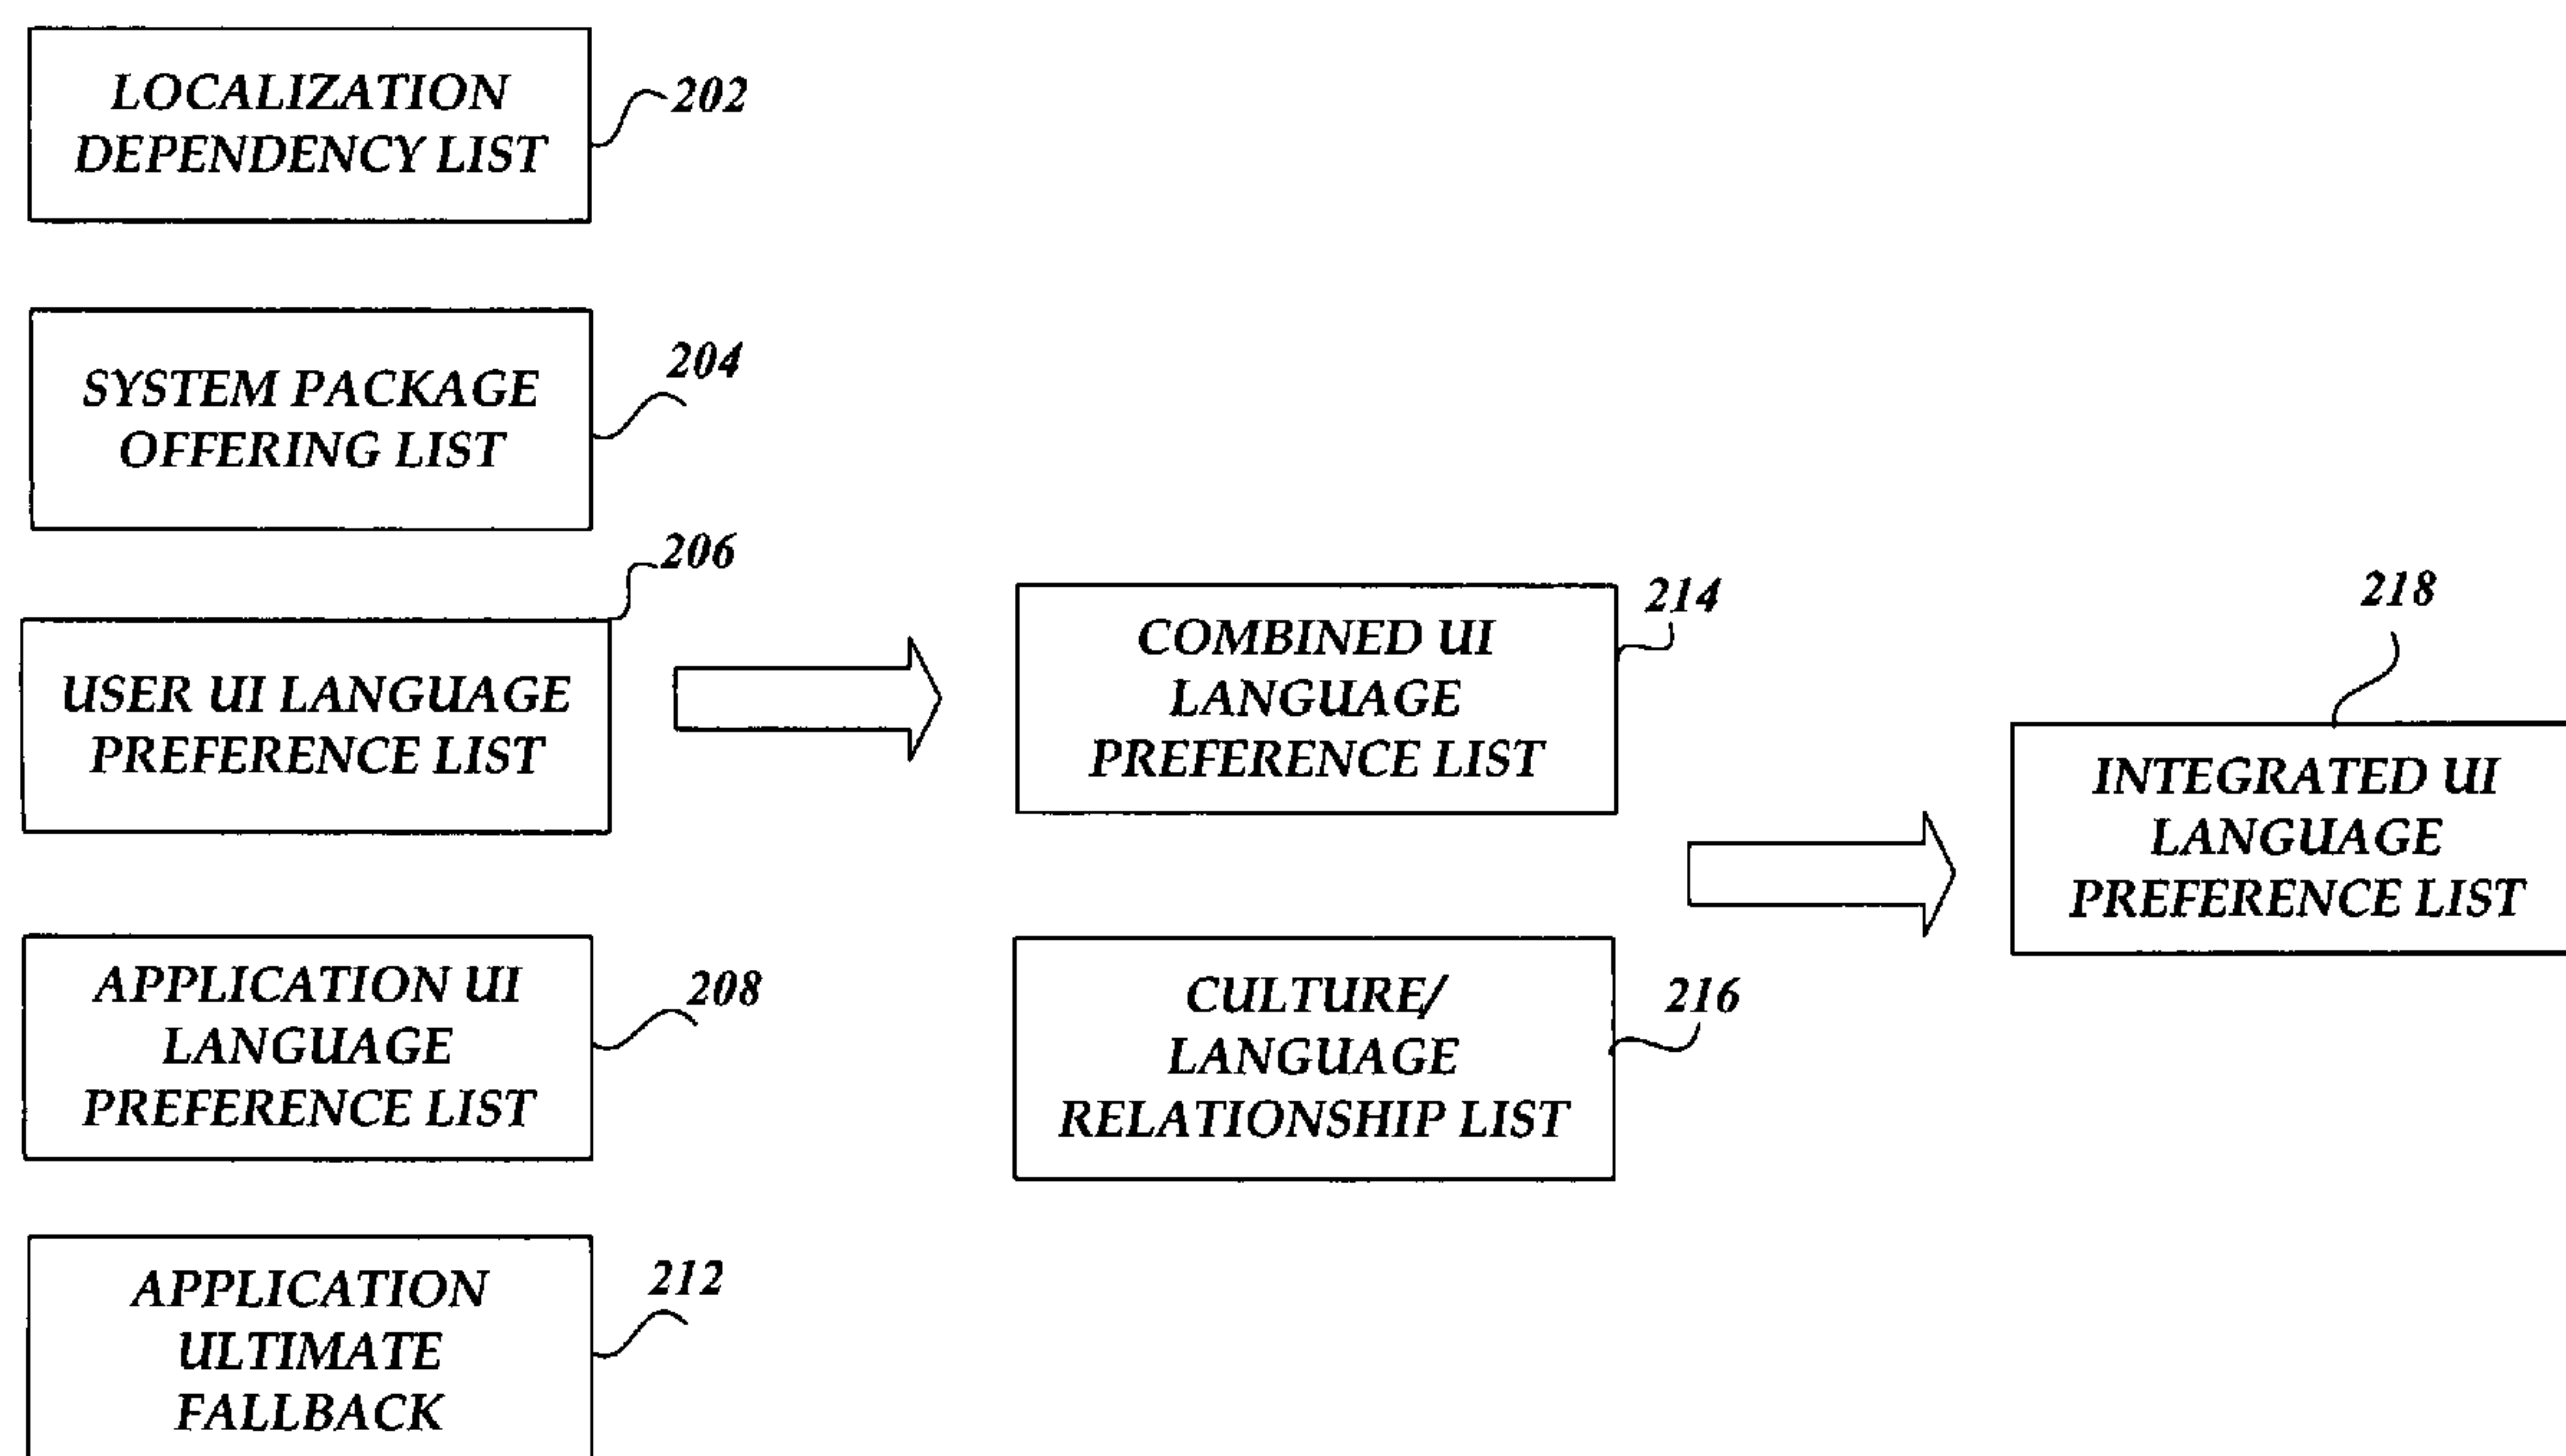 LOCALIZATION
DEPENDENCY LIST
202
SYSTEM PACKAGE
OFFERING LIST
204
USER UI LANGUAGE
PREFERENCE LIST
206
APPLICATION UI
LANGUAGE
PREFERENCE LIST
208
APPLICATION
ULTIMATE
FALLBACK
212
COMBINED UI
LANGUAGE
PREFERENCE LIST
214
CULTURE/
LANGUAGE
RELATIONSHIP LIST
216
INTEGRATED UI
LANGUAGE
PREFERENCE LIST
218